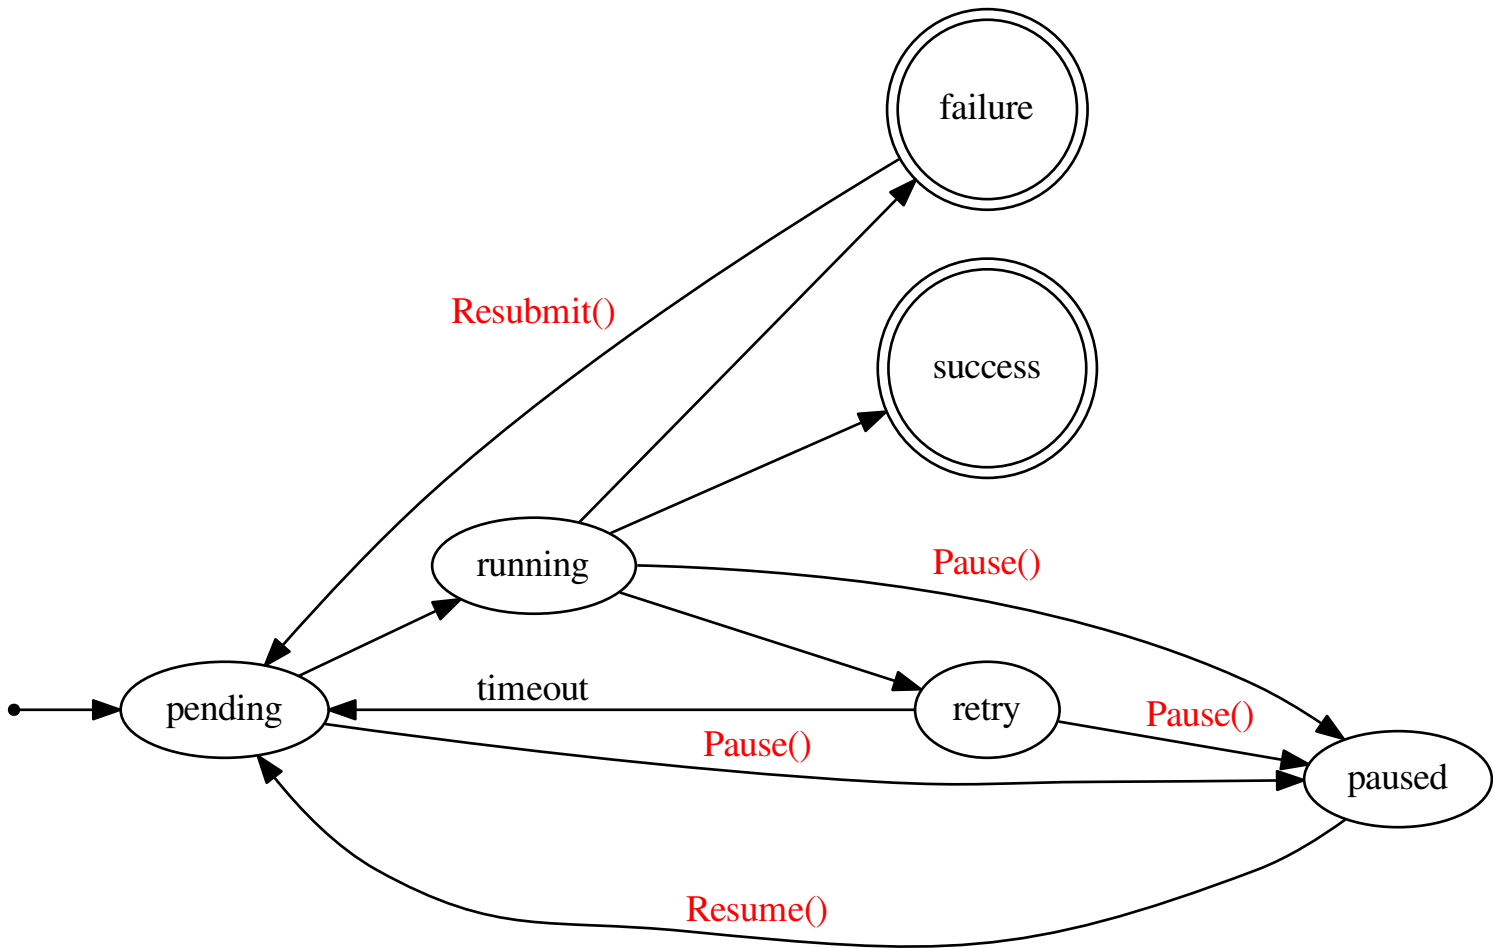 failure
Resubmit()
success
running
Pause()
timeout
pending
retry
Pause()
Pause()
paused
Resume()